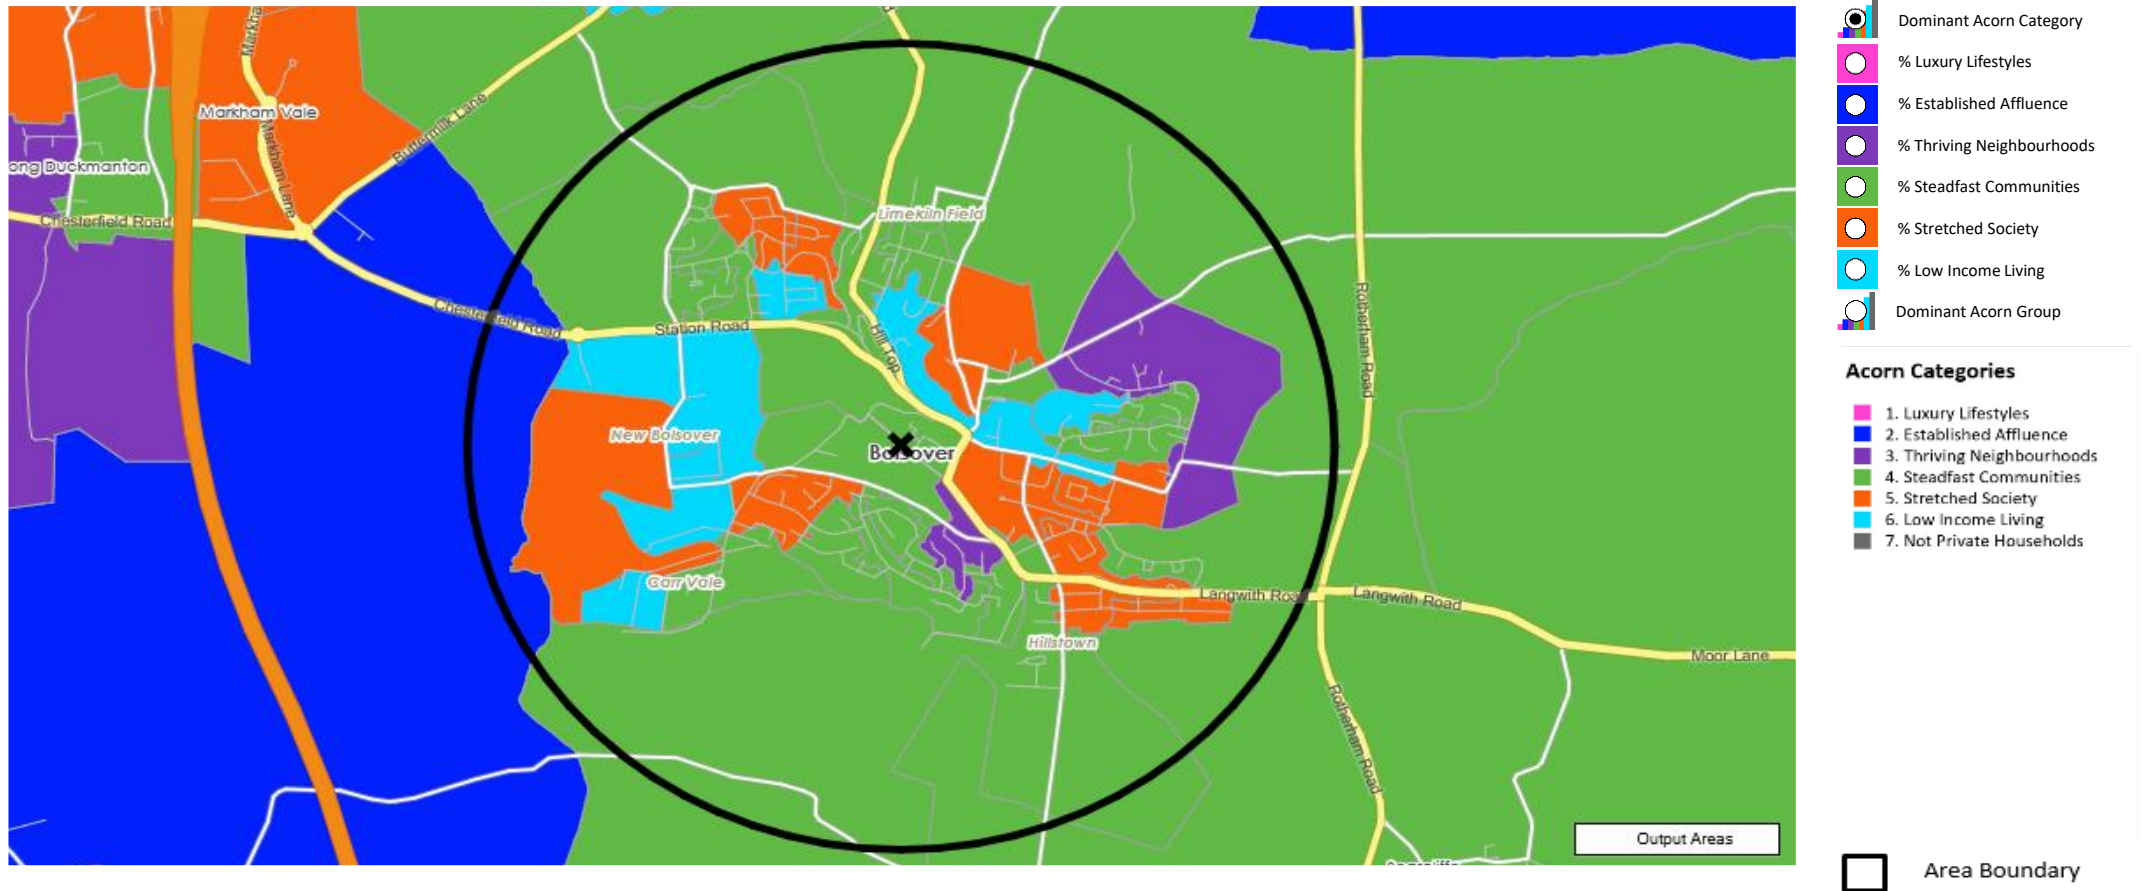 Markha
Markham Vale
Markham Lane
Buttermilk Lane
ong Duckmanton
Chesterfield Road
Limekiln Field
Chesterfield Road
Station Road
Hill Top
Rotherham Road
New Bolsover
Bolsover
Carr Vale
Langwith Road
Langwith Road
Hillstown
Moor Lane
Rotherham Road
Output Areas
Dominant Acorn Category
% Luxury Lifestyles
% Established Affluence
% Thriving Neighbourhoods
% Steadfast Communities
% Stretched Society
% Low Income Living
Dominant Acorn Group
Acorn Categories
1. Luxury Lifestyles
2. Established Affluence
3. Thriving Neighbourhoods
4. Steadfast Communities
5. Stretched Society
6. Low Income Living
7. Not Private Households
Area Boundary